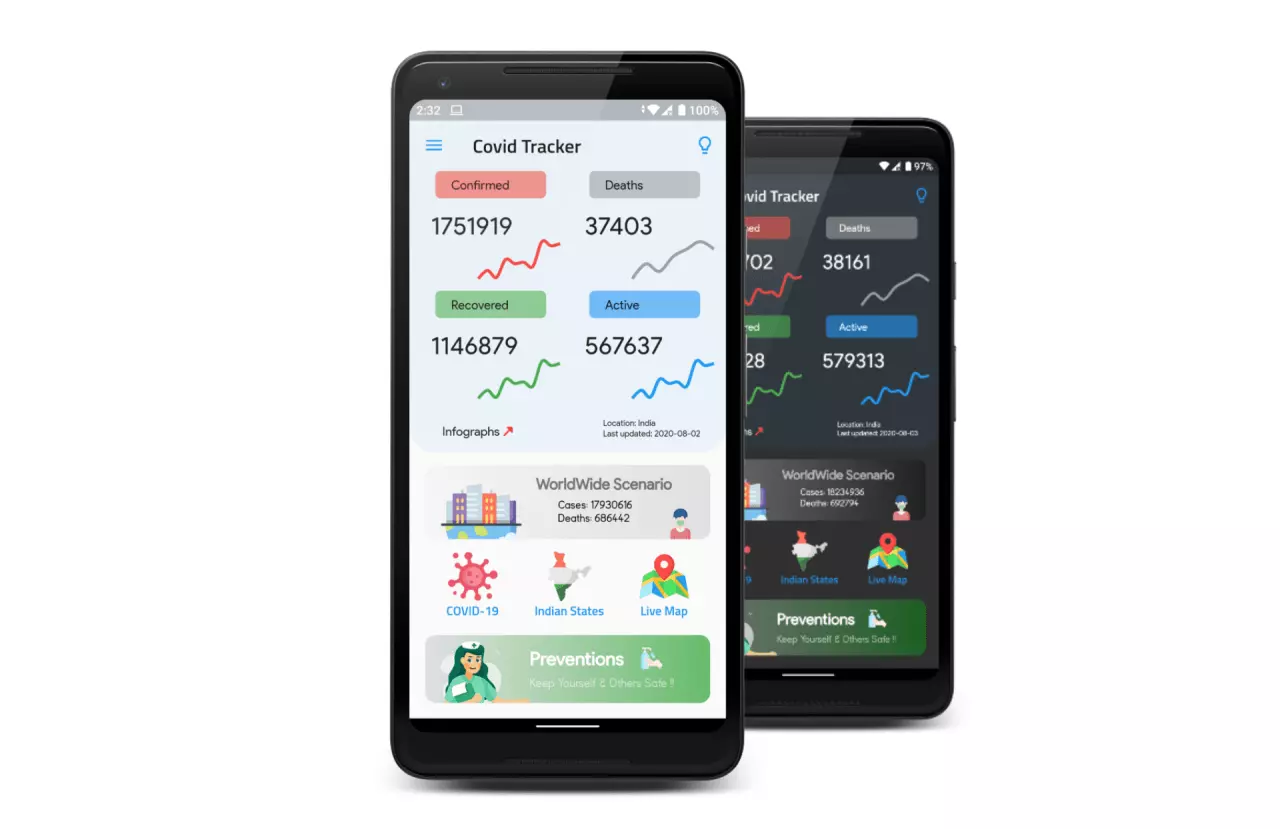 2:32 100%
Covid Tracker
Confirmed Deaths
1751919 37403
Recovered Active
1146879 567637
Infographs
Location: India
Last updated: 2020-08-02
WorldWide Scenario
Cases: 17930616
Deaths: 686442
COVID-19 Indian States Live Map
Preventions
Keep Yourself & Others Safe !!
97%
ovid Tracker
ed Deaths
702 38161
ed Active
28 579313
hs
Location: India
Last updated: 2020-08-03
WorldWide Scenario
Cases: 18234936
Deaths: 692794
9 Indian States Live Map
Preventions
Keep Yourself & Others Safe !!